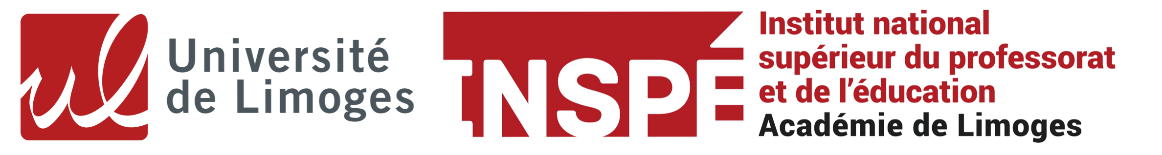 ul
Université
de Limoges
INSPÉ
Institut national
supérieur du professorat
et de l'éducation
Académie de Limoges